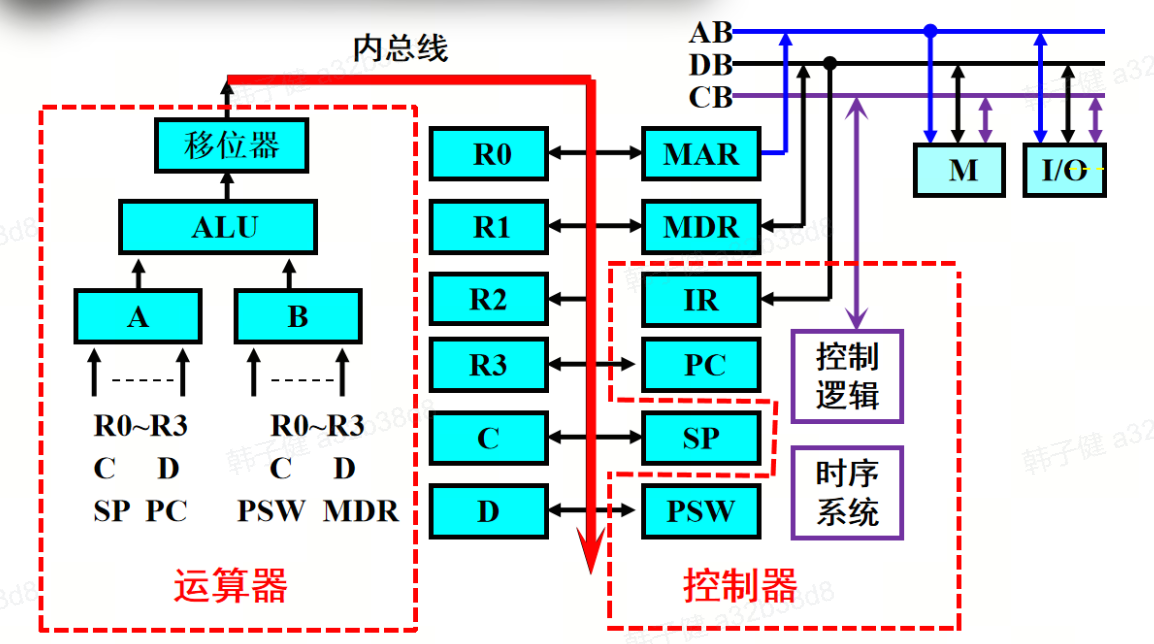 内总线
AB
DB
CB
移位器
ALU
A
B
R0~R3
C D
SP PC
R0~R3
C D
PSW MDR
运算器
R0
R1
R2
R3
C
D
MAR
MDR
IR
PC
SP
PSW
控制
逻辑
时序
系统
控制器
M
I/O
韩子健 a32b38d8